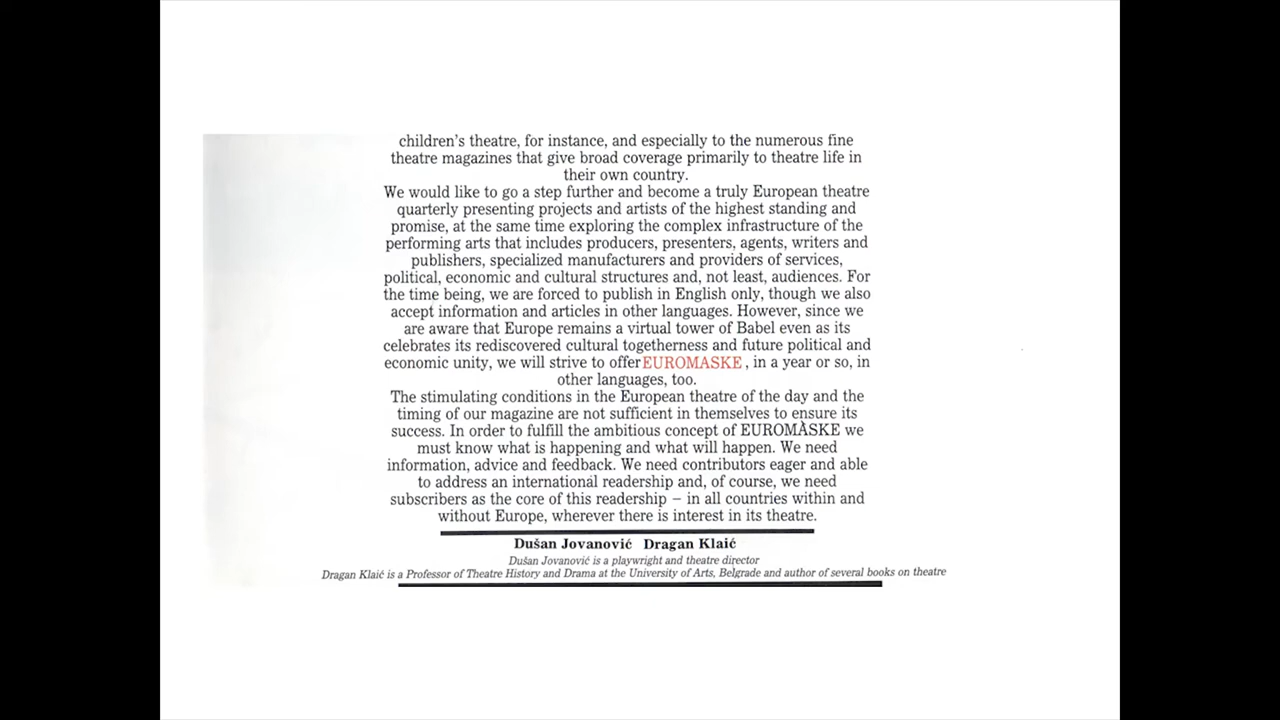 children's theatre, for instance, and especially to the numerous fine
theatre magazines that give broad coverage primarily to theatre life in
their own country.
We would like to go a step further and become a truly European theatre
quarterly presenting projects and artists of the highest standing and
promise, at the same time exploring the complex infrastructure of the
performing arts that includes producers, presenters, agents, writers and
publishers, specialized manufacturers and providers of services,
political, economic and cultural structures and, not least, audiences. For
the time being, we are forced to publish in English only, though we also
accept information and articles in other languages. However, since we
are aware that Europe remains a virtual tower of Babel even as its
celebrates its rediscovered cultural togetherness and future political and
economic unity, we will strive to offer EUROMASKE, in a year or so, in
other languages, too.
The stimulating conditions in the European theatre of the day and the
timing of our magazine are not sufficient in themselves to ensure its
success. In order to fulfill the ambitious concept of EUROMASKE we
must know what is happening and what will happen. We need
information, advice and feedback. We need contributors eager and able
to address an international readership and, of course, we need
subscribers as the core of this readership – in all countries within and
without Europe, wherever there is interest in its theatre.
Dušan Jovanović Dragan Klaić
Dušan Jovanović is a playwright and theatre director
Dragan Klaić is a Professor of Theatre History and Drama at the University of Arts, Belgrade and author of several books on theatre